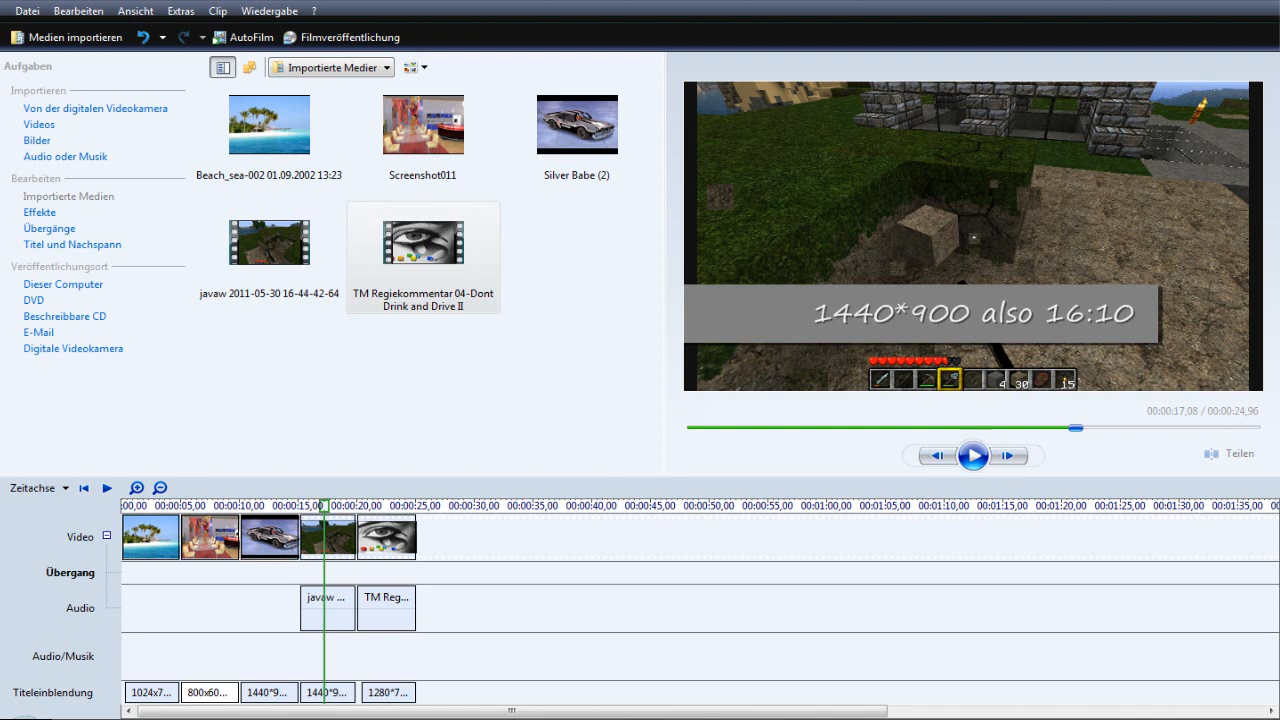 Datei Bearbeiten Ansicht Extras Clip Wiedergabe ?
Medien importieren AutoFilm Filmveröffentlichung
Aufgaben
Importieren
Von der digitalen Videokamera
Videos
Bilder
Audio oder Musik
Bearbeiten
Importierte Medien
Effekte
Übergänge
Titel und Nachspann
Veröffentlichungsort
Dieser Computer
DVD
Beschreibbare CD
E-Mail
Digitale Videokamera
Importierte Medier
Beach_sea-002 01.09.2002 13:23
Screenshot011
Silver Babe (2)
javaw 2011-05-30 16-44-42-64
TM Regiekommentar 04-Dont
Drink and Drive II
1440*900 also 16:10
4 30 15
00:00:17,08 / 00:00:24,96
Teilen
Zeitachse
:00,00 00:00:05,00 00:00:10,00 00:00:15,00 00:00:20,00 00:00:25,00 00:00:30,00 00:00:35,00 00:00:40,00 00:00:45,00 00:00:50,00 00:00:55,00 00:01:00,00 00:01:05,00 00:01:10,00 00:01:15,00 00:01:20,00 00:01:25,00 00:01:30,00 00:01:35,00 00
Video
Übergang
Audio
javaw ... TM Reg...
Audio/Musik
Titeleinblendung
1024x7... 800x60... 1440*9... 1440*9... 1280*7...